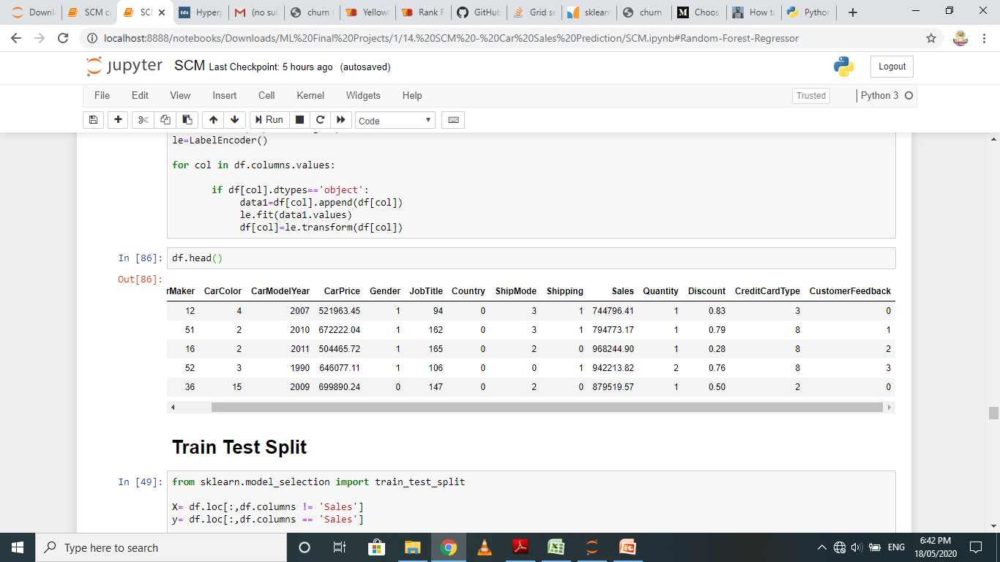 Downl
SCM c
SC
tds Hyperp
(no sub
churn
Yellowi
Rank F
GitHub
Grid se
sklearn
churn
Choos
How to
Python
localhost:8888/notebooks/Downloads/ML%20Final%20Projects/1/14.%20SCM%20-%20Car%20Sales%20Prediction/SCM.ipynb#Random-Forest-Regressor
jupyter SCM Last Checkpoint: 5 hours ago (autosaved)
Logout
File Edit View Insert Cell Kernel Widgets Help Trusted Python 3
Run Code
le=LabelEncoder()
for col in df.columns.values:
if df[col].dtypes=='object':
data1=df[col].append(df[col])
le.fit(data1.values)
df[col]=le.transform(df[col])
In [86]: df.head()
Out[86]:
rMaker CarColor CarModelYear CarPrice Gender JobTitle Country ShipMode Shipping Sales Quantity Discount CreditCardType CustomerFeedback
12 4 2007 521963.45 1 94 0 3 1 744796.41 1 0.83 3 0
51 2 2010 672222.04 1 162 0 3 1 794773.17 1 0.79 8 1
16 2 2011 504465.72 1 165 0 2 0 968244.90 1 0.28 8 2
52 3 1990 646077.11 1 106 0 0 1 942213.82 2 0.76 8 3
36 15 2009 699890.24 0 147 0 2 0 879519.57 1 0.50 2 0
Train Test Split
In [49]: from sklearn.model_selection import train_test_split
X= df.loc[:,df.columns != 'Sales']
y= df.loc[:,df.columns == 'Sales']
Type here to search
ENG
6:42 PM
18/05/2020